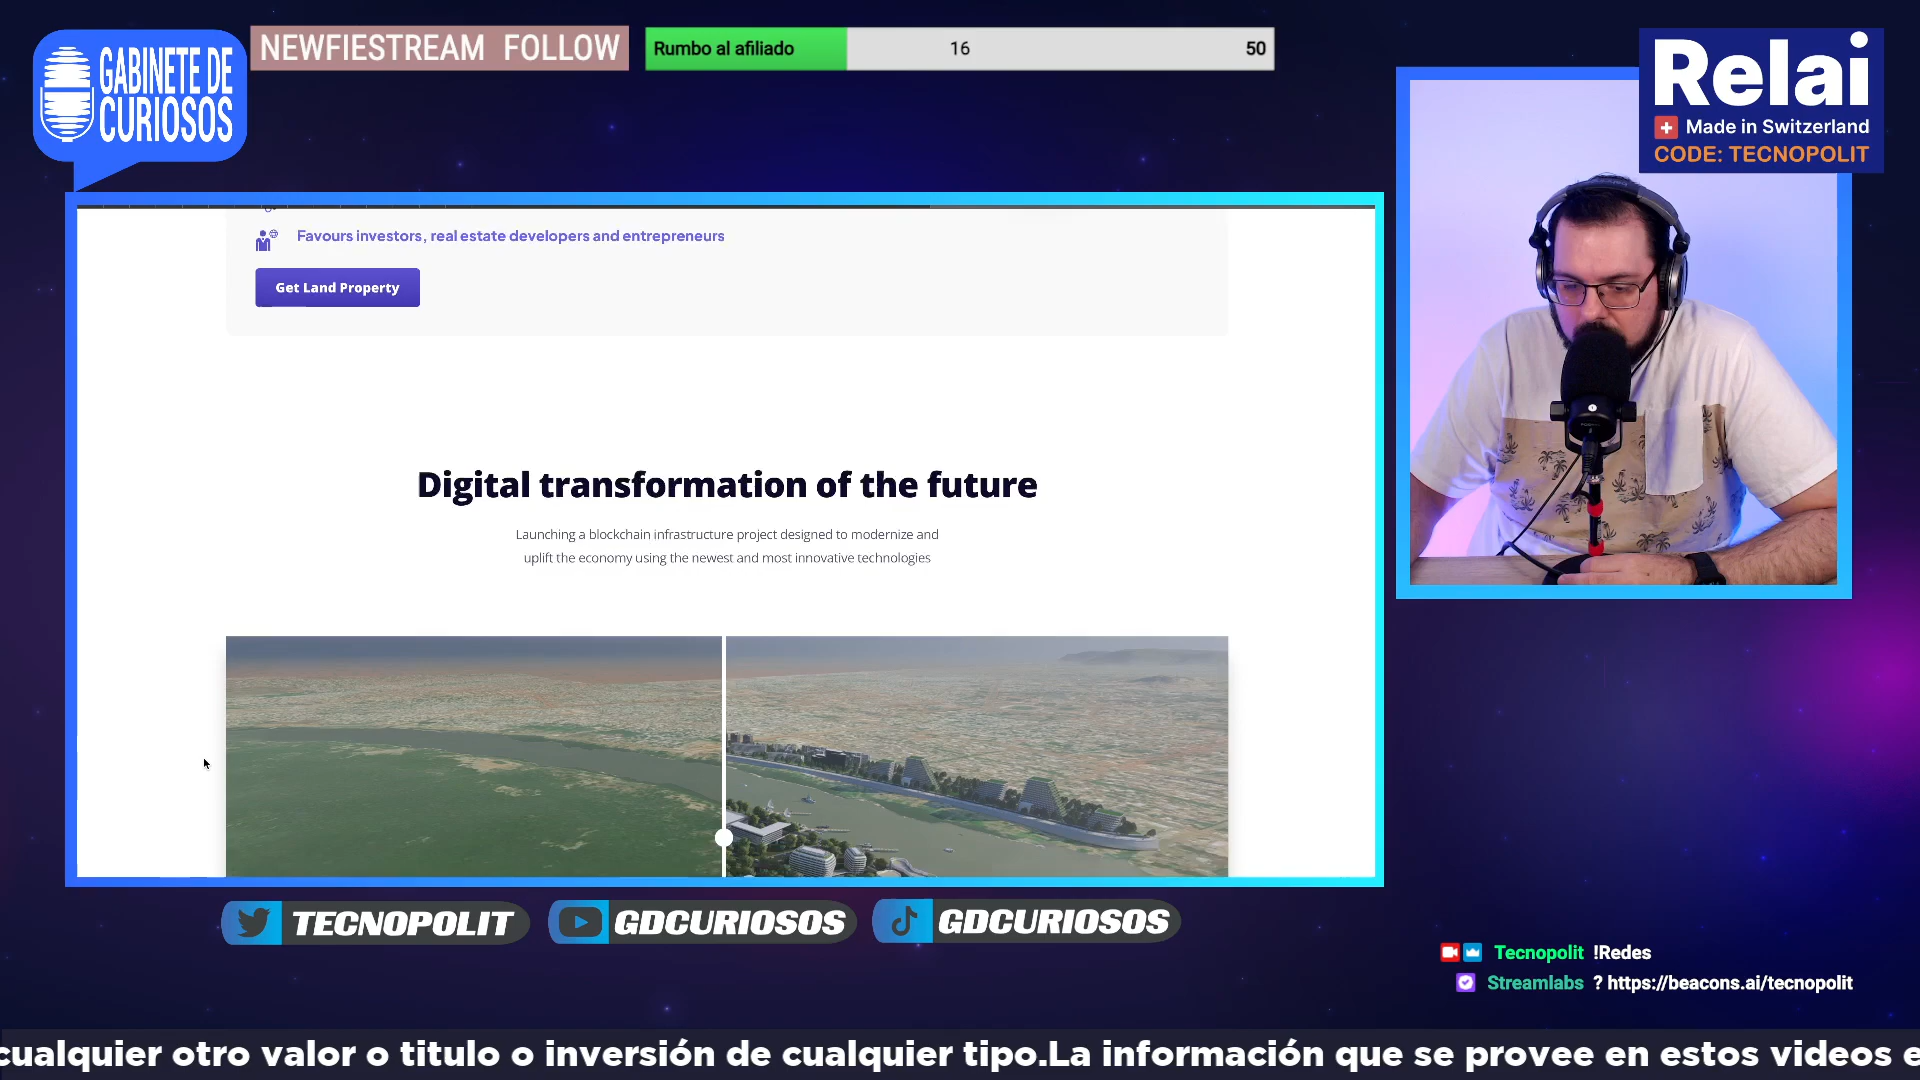 GABINETE DE
CURIOSOS
NEWFIESTREAM FOLLOW
Rumbo al afiliado 16 50
Relai
Made in Switzerland
CODE: TECNOPOLIT
Favours investors, real estate developers and entrepreneurs
Get Land Property
Digital transformation of the future
Launching a blockchain infrastructure project designed to modernize and
uplift the economy using the newest and most innovative technologies
TECNOPOLIT
GDCURIOSOS
GDCURIOSOS
Tecnopolit !Redes
Streamlabs ? https://beacons.ai/tecnopolit
cualquier otro valor o titulo o inversión de cualquier tipo.La información que se provee en estos videos e